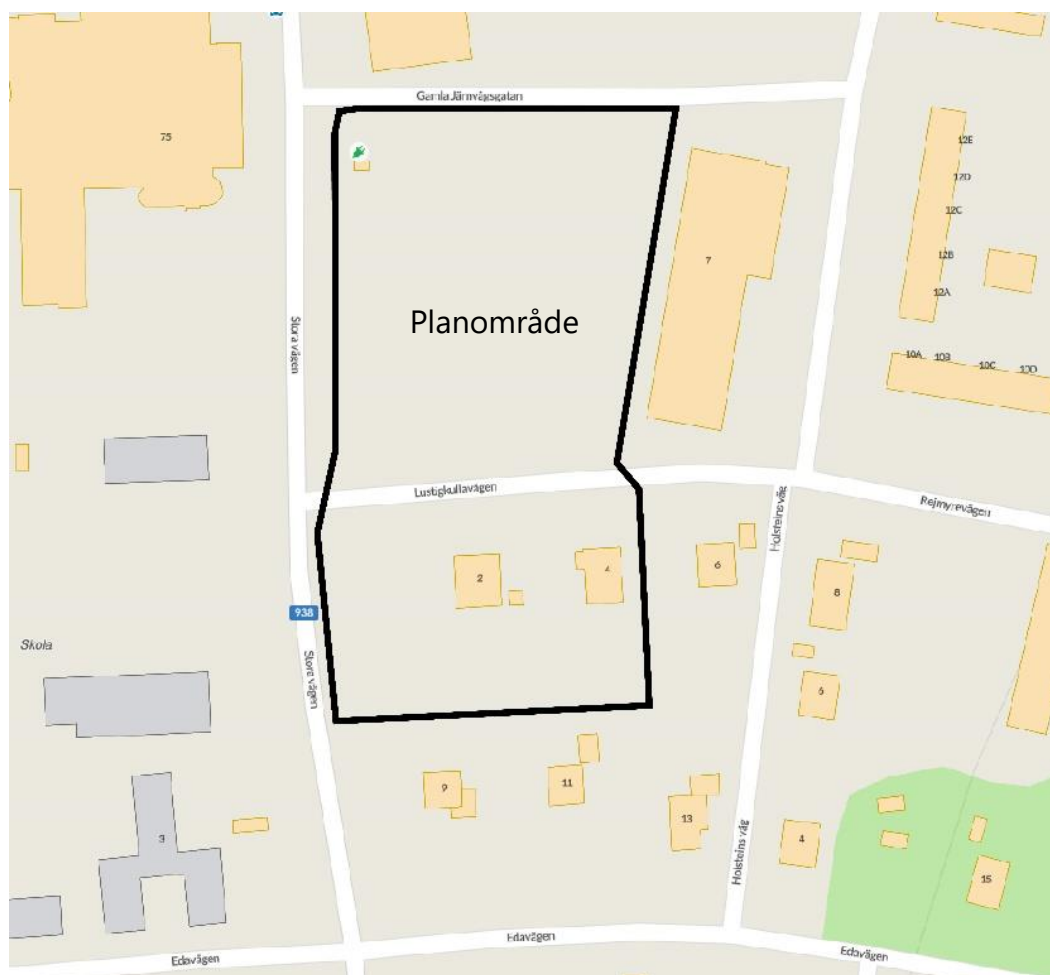 Gamla Järnvägsgatan
75
12E
12D
12C
7
12B
12A
Planområde
Stora vägen
10A
10B
10C
10D
Lustigkullavägen
Rejmyrevägen
Holsteins väg
2
4
6
8
938
Skola
Stora vägen
6
9
11
13
3
4
Holsteins väg
15
Edavägen
Edavägen
Edavägen